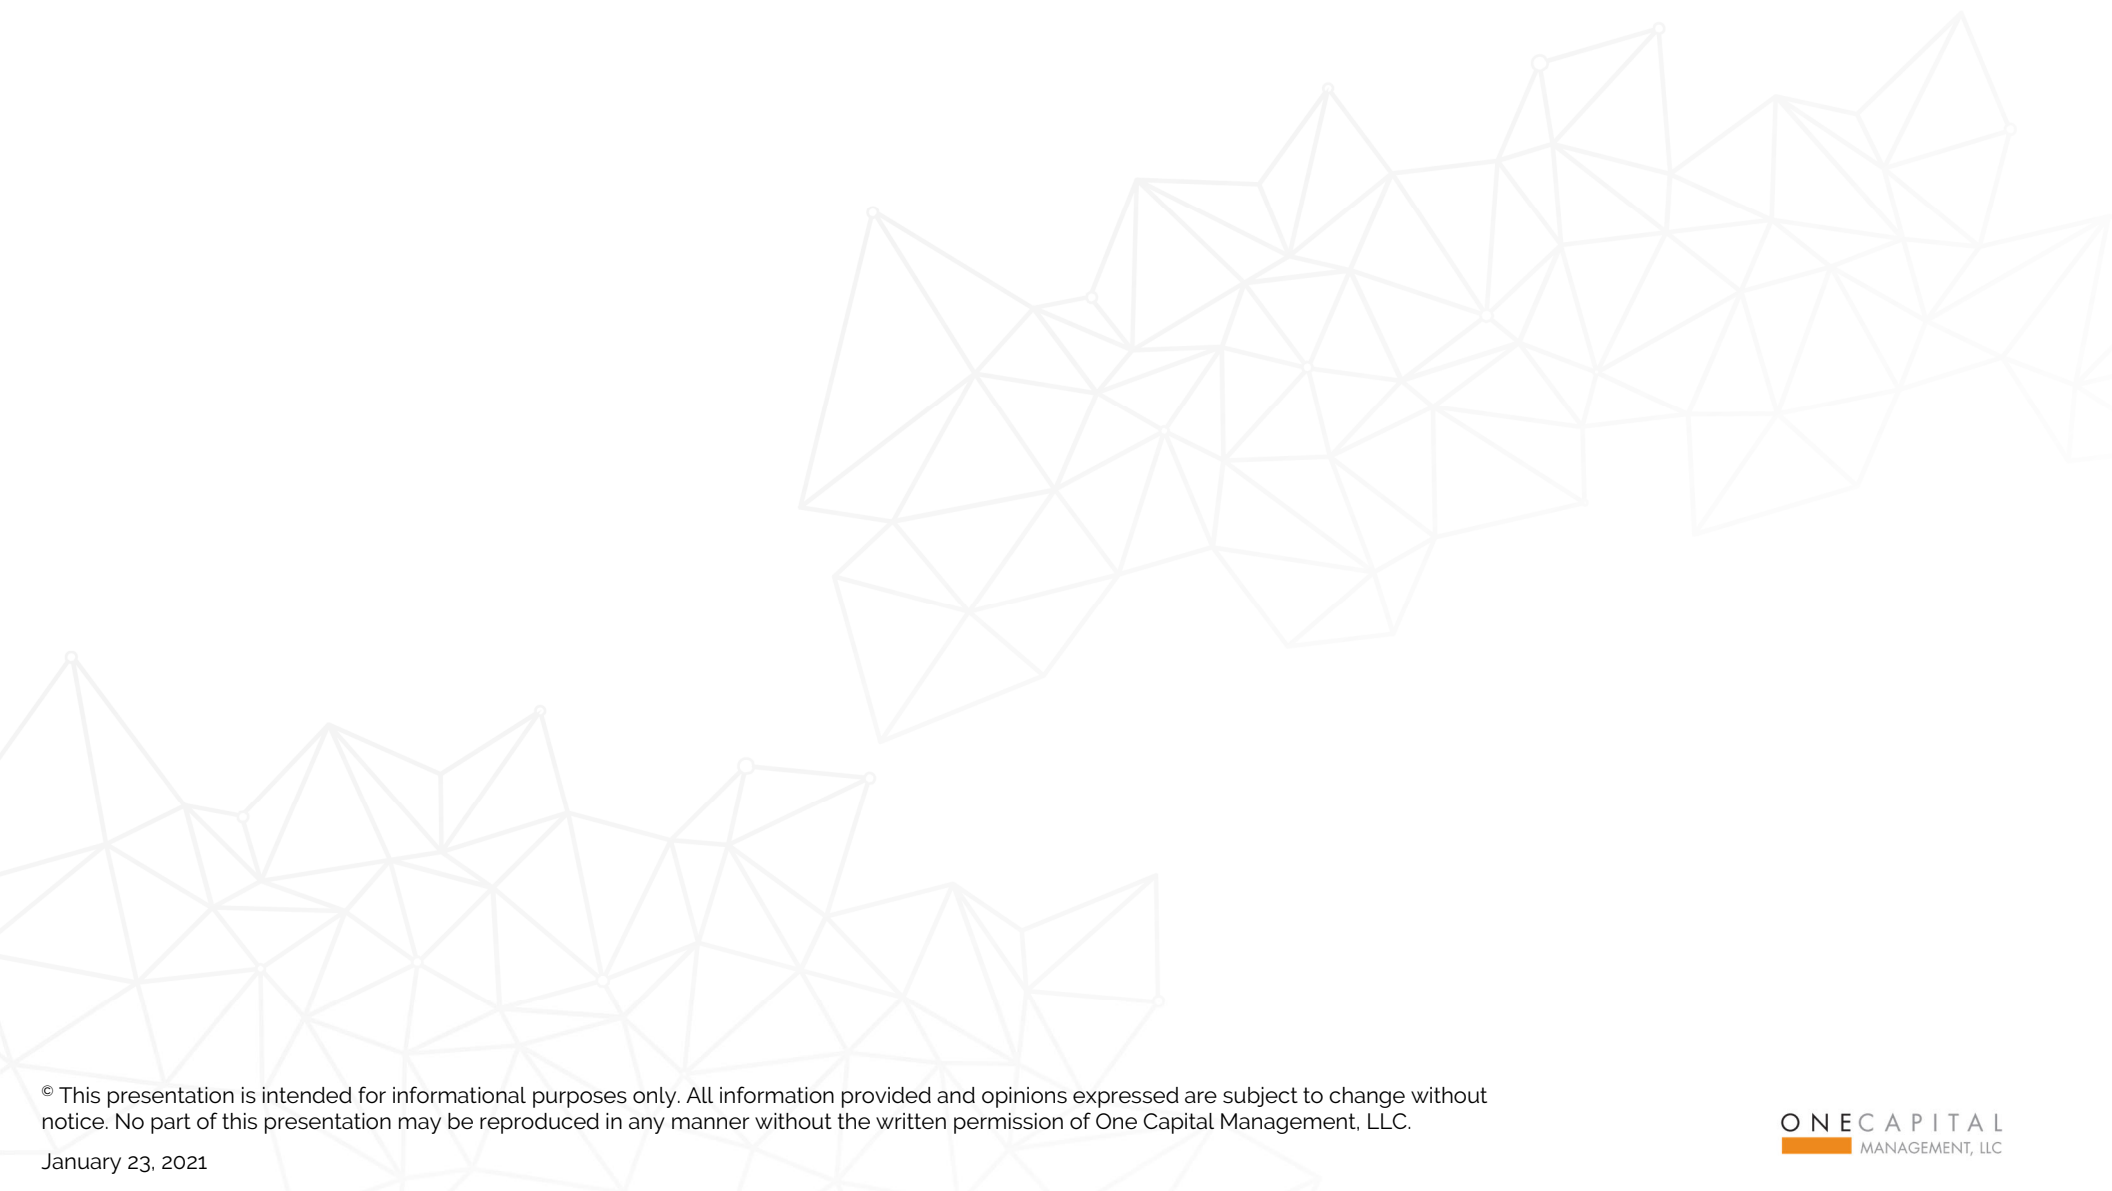 © This presentation is intended for informational purposes only. All information provided and opinions expressed are subject to change without
notice. No part of this presentation may be reproduced in any manner without the written permission of One Capital Management, LLC.
January 23, 2021
ONECAPITAL
MANAGEMENT, LLC